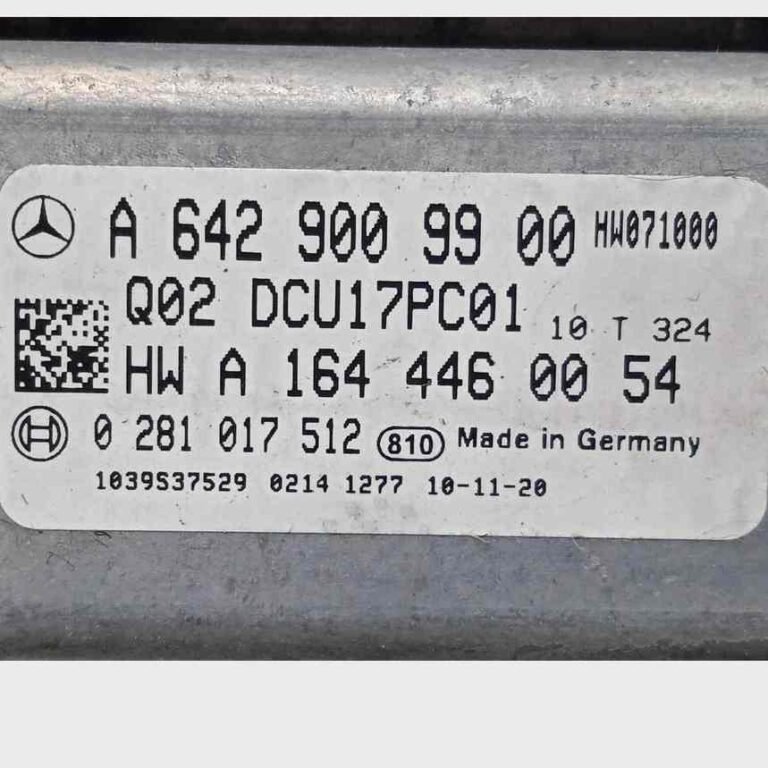 A 642 900 99 00 HW071000
Q02 DCU17PC01 10 T 324
HW A 164 446 00 54
0 281 017 512 810 Made in Germany
1039S37529 0214 1277 10-11-20